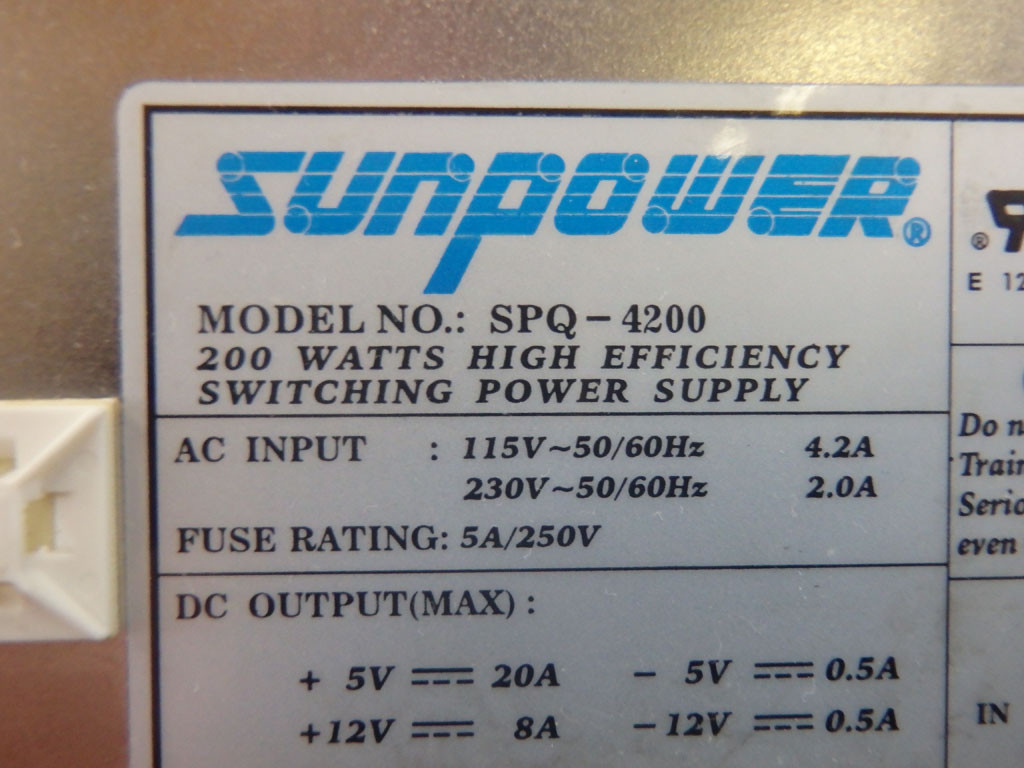 SUNPOWER®
MODEL NO.: SPQ-4200
200 WATTS HIGH EFFICIENCY
SWITCHING POWER SUPPLY
AC INPUT : 115V~50/60Hz 4.2A
230V~50/60Hz 2.0A
FUSE RATING: 5A/250V
DC OUTPUT(MAX) :
+ 5V ⎓ 20A - 5V ⎓ 0.5A
+12V ⎓ 8A -12V ⎓ 0.5A
®
E 12
Do
even
IN